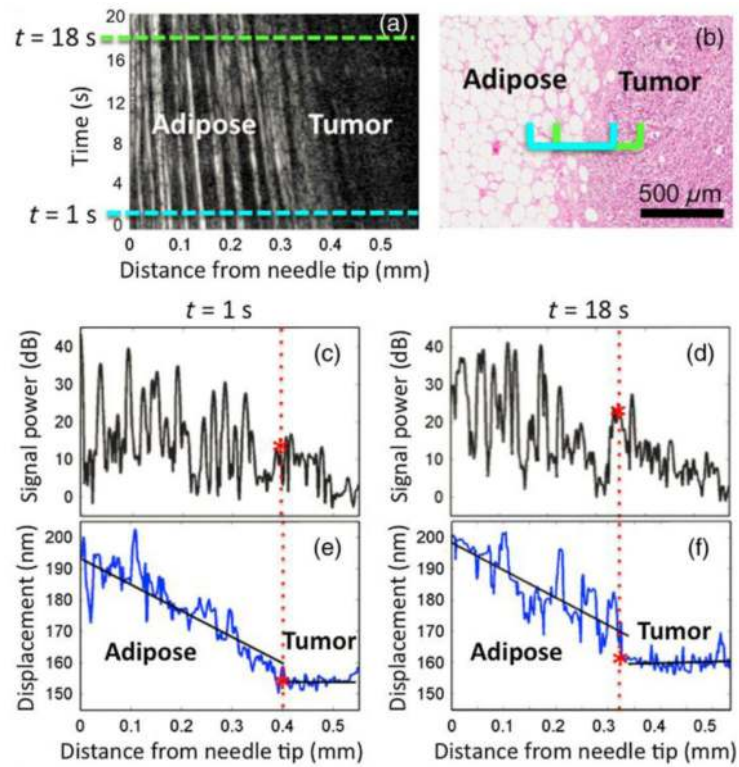 (a)
t = 18 s
t = 1 s
Time (s)
20
16
12
8
4
0
Adipose
Tumor
0 0.1 0.2 0.3 0.4 0.5
Distance from needle tip (mm)
(b)
Adipose
Tumor
500 µm
t = 1 s
(c)
Signal power (dB)
40
30
20
10
0
t = 18 s
(d)
Signal power (dB)
40
30
20
10
0
(e)
Displacement (nm)
200
190
180
170
160
150
Adipose
Tumor
0 0.1 0.2 0.3 0.4 0.5
Distance from needle tip (mm)
(f)
Displacement (nm)
200
190
180
170
160
150
Adipose
Tumor
0 0.1 0.2 0.3 0.4 0.5
Distance from needle tip (mm)